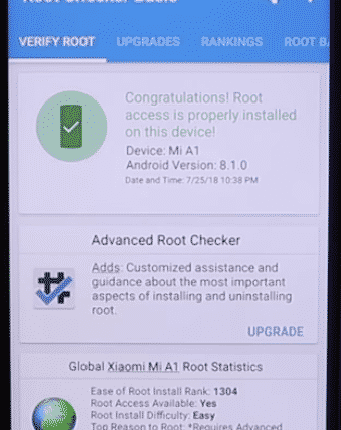 Root Checker Basic
VERIFY ROOT
UPGRADES
RANKINGS
ROOT BA
Congratulations! Root
access is properly installed
on this device!
Device: Mi A1
Android Version: 8.1.0
Date and Time: 7/25/18 10:38 PM
Advanced Root Checker
Adds: Customized assistance and
guidance about the most important
aspects of installing and uninstalling
root.
UPGRADE
Global Xiaomi Mi A1 Root Statistics
Ease of Root Install Rank: 1304
Root Access Available: Yes
Root Install Difficulty: Easy
Top Reason to Root: *Requires Advanced